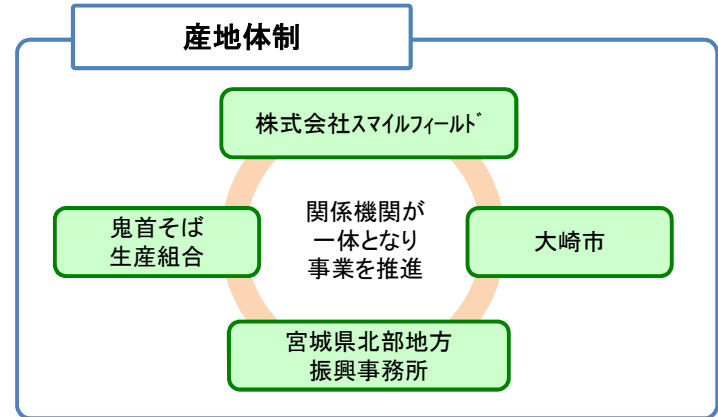 産地体制
株式会社スマイルフィールド
鬼首そば
生産組合
関係機関が
一体となり
事業を推進
大崎市
宮城県北部地方
振興事務所